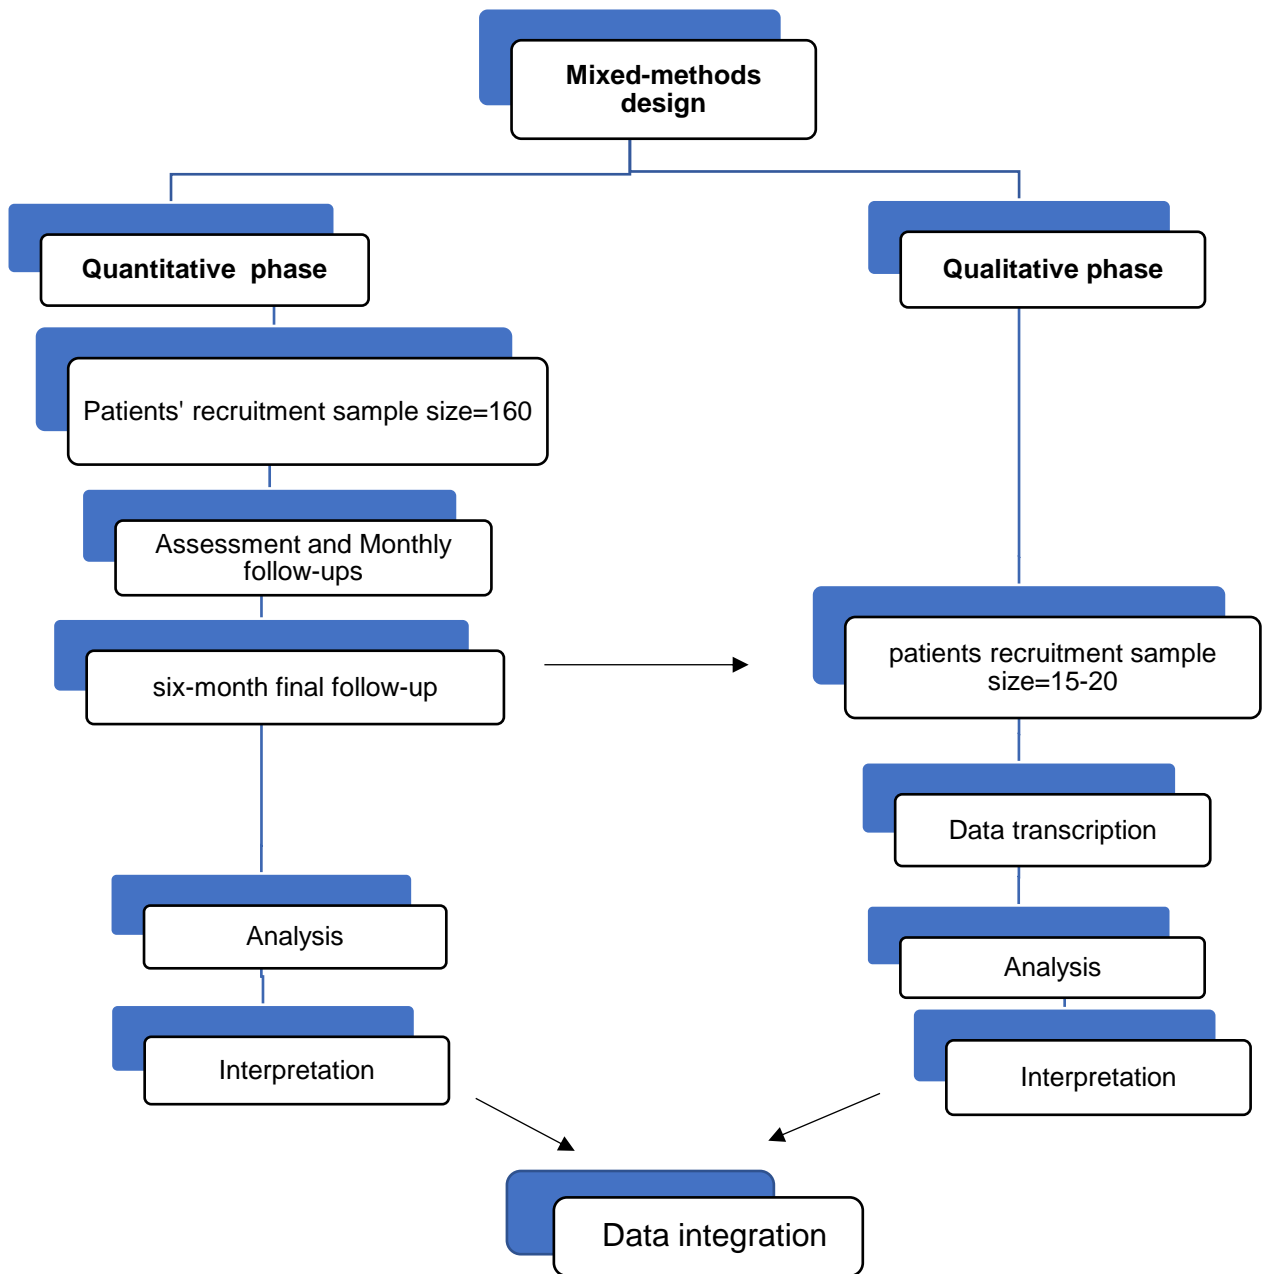 Mixed-methods
design
Quantitative phase
Qualitative phase
Patients' recruitment sample size=160
Assessment and Monthly
follow-ups
six-month final follow-up
patients recruitment sample
size=15-20
Data transcription
Analysis
Analysis
Interpretation
Interpretation
Data integration